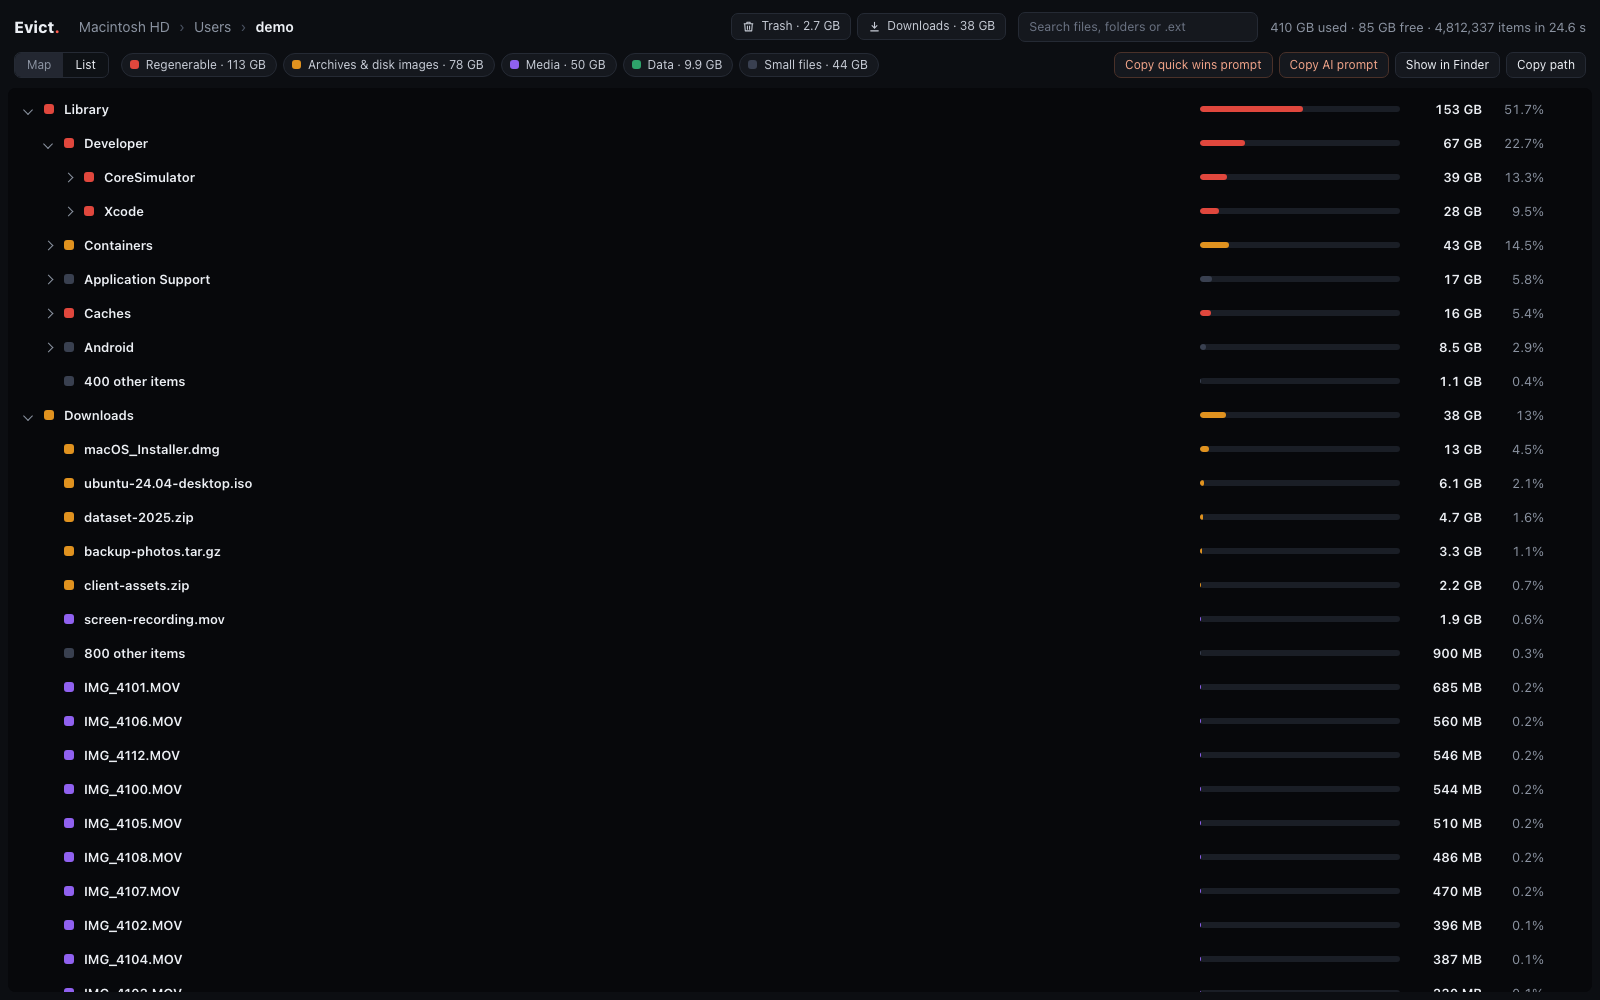 Evict. Macintosh HD › Users › demo Trash · 2.7 GB Downloads · 38 GB Search files, folders or .ext 410 GB used · 85 GB free · 4,812,337 items in 24.6 s
Map List Regenerable · 113 GB Archives & disk images · 78 GB Media · 50 GB Data · 9.9 GB Small files · 44 GB Copy quick wins prompt Copy AI prompt Show in Finder Copy path
Library 153 GB 51.7%
Developer 67 GB 22.7%
CoreSimulator 39 GB 13.3%
Xcode 28 GB 9.5%
Containers 43 GB 14.5%
Application Support 17 GB 5.8%
Caches 16 GB 5.4%
Android 8.5 GB 2.9%
400 other items 1.1 GB 0.4%
Downloads 38 GB 13%
macOS_Installer.dmg 13 GB 4.5%
ubuntu-24.04-desktop.iso 6.1 GB 2.1%
dataset-2025.zip 4.7 GB 1.6%
backup-photos.tar.gz 3.3 GB 1.1%
client-assets.zip 2.2 GB 0.7%
screen-recording.mov 1.9 GB 0.6%
800 other items 900 MB 0.3%
IMG_4101.MOV 685 MB 0.2%
IMG_4106.MOV 560 MB 0.2%
IMG_4112.MOV 546 MB 0.2%
IMG_4100.MOV 544 MB 0.2%
IMG_4105.MOV 510 MB 0.2%
IMG_4108.MOV 486 MB 0.2%
IMG_4107.MOV 470 MB 0.2%
IMG_4102.MOV 396 MB 0.1%
IMG_4104.MOV 387 MB 0.1%